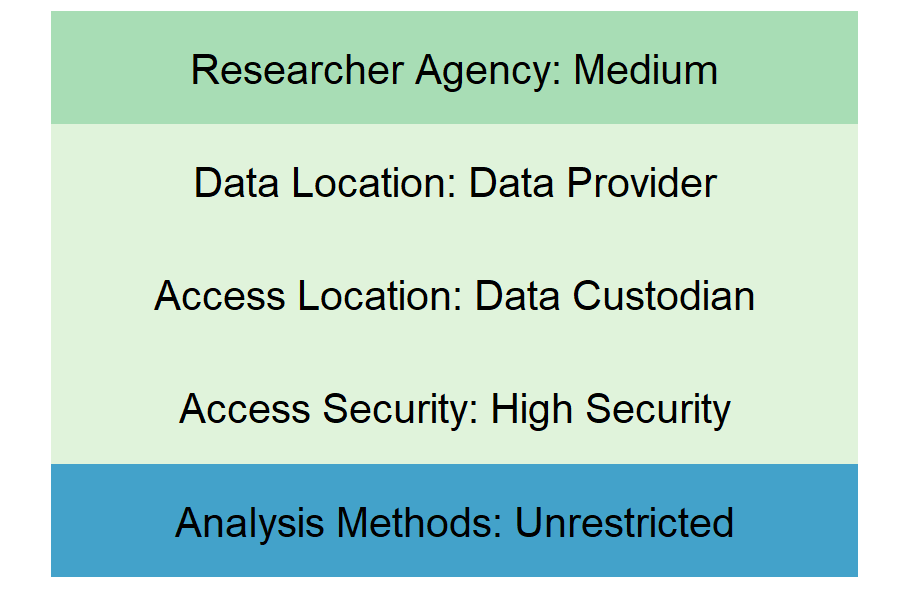 Researcher Agency: Medium
Data Location: Data Provider
Access Location: Data Custodian
Access Security: High Security
Analysis Methods: Unrestricted